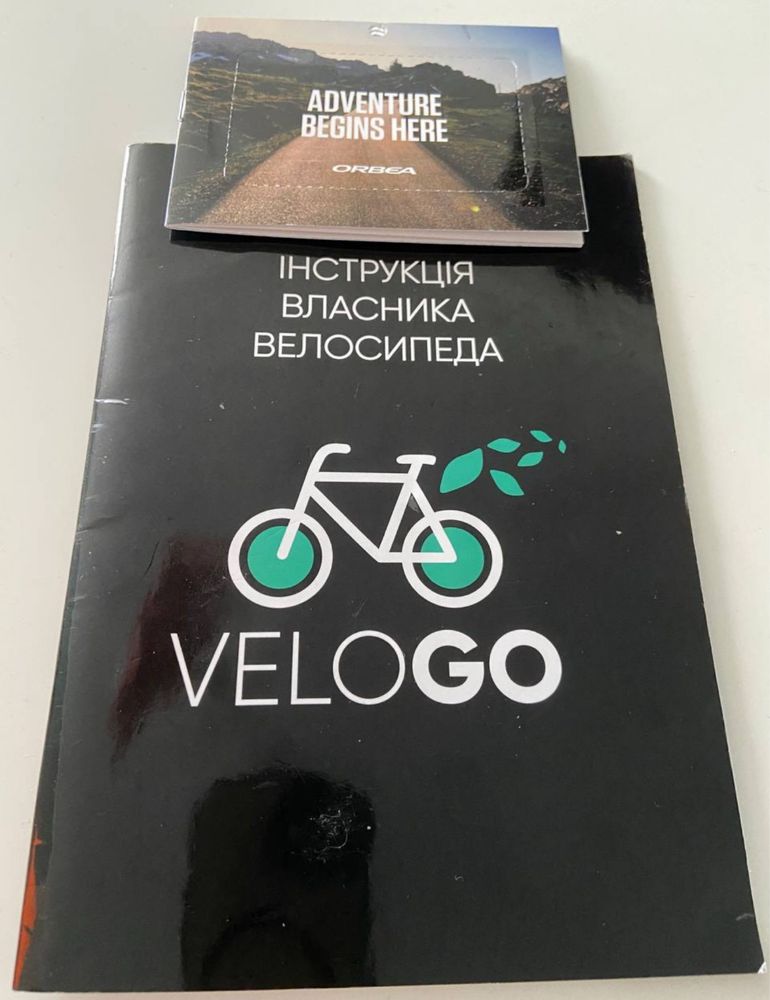 ADVENTURE
BEGINS HERE
ORBEA
ІНСТРУКЦІЯ
ВЛАСНИКА
ВЕЛОСИПЕДА
VELOGO